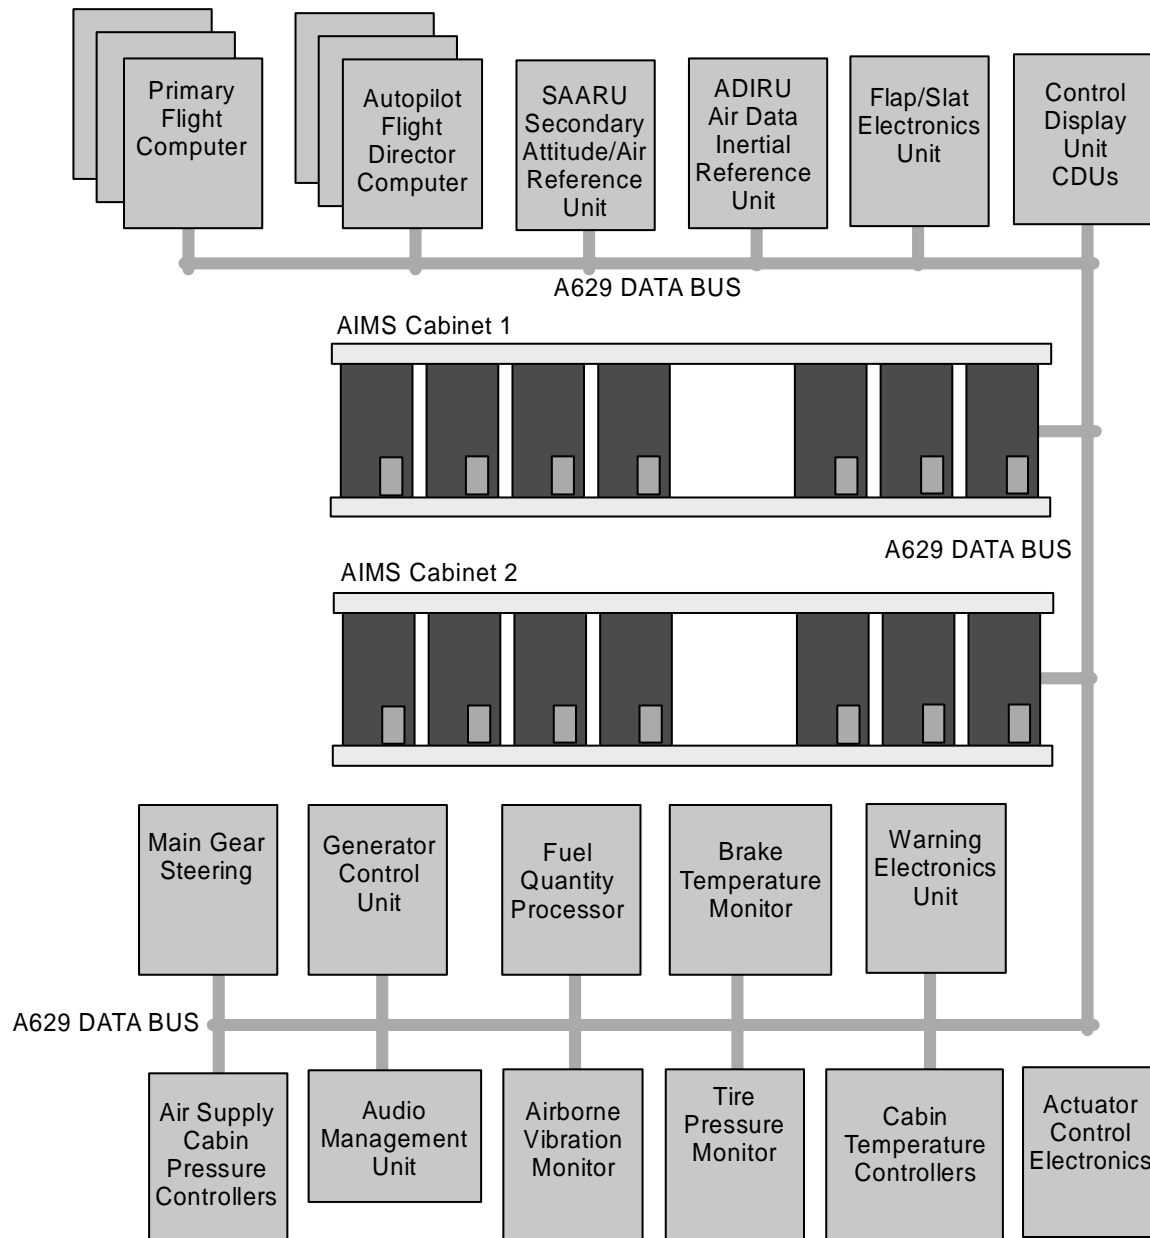 Primary
Flight
Computer
Autopilot
Flight
Director
Computer
SAARU
Secondary
Attitude/Air
Reference
Unit
ADIRU
Air Data
Inertial
Reference
Unit
Flap/Slat
Electronics
Unit
Control
Display
Unit
CDUs
A629 DATA BUS
AIMS Cabinet 1
A629 DATA BUS
AIMS Cabinet 2
Main Gear
Steering
Generator
Control
Unit
Fuel
Quantity
Processor
Brake
Temperature
Monitor
Warning
Electronics
Unit
A629 DATA BUS
Air Supply
Cabin
Pressure
Controllers
Audio
Management
Unit
Airborne
Vibration
Monitor
Tire
Pressure
Monitor
Cabin
Temperature
Controllers
Actuator
Control
Electronics